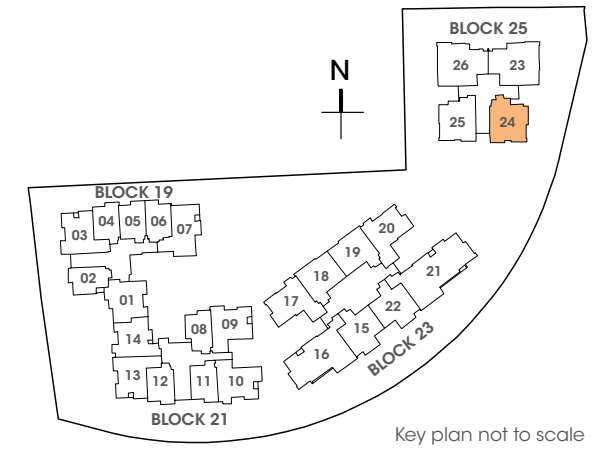 BLOCK 25
26 23
N
25 24
BLOCK 19
04 05 06
03 07
20
19
02
18
21
01
17
22
08 09
15
14
16
BLOCK 23
13 12 11 10
BLOCK 21
Key plan not to scale